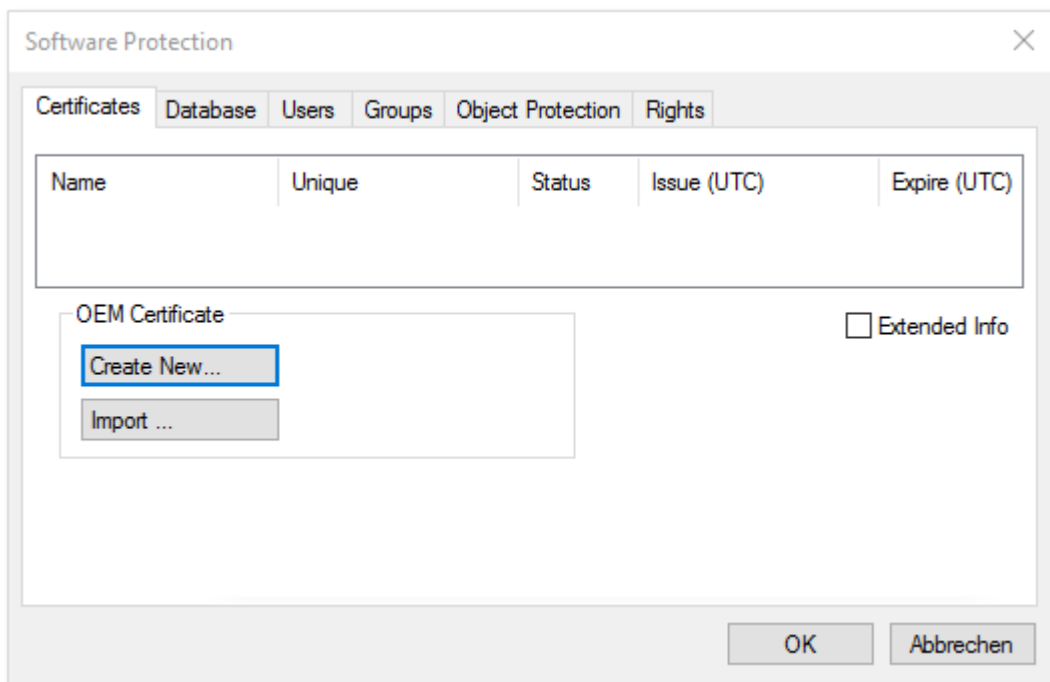 Software Protection
Certificates Database Users Groups Object Protection Rights
Name Unique Status Issue (UTC) Expire (UTC)
OEM Certificate
Extended Info
Create New...
Import ...
OK Abbrechen